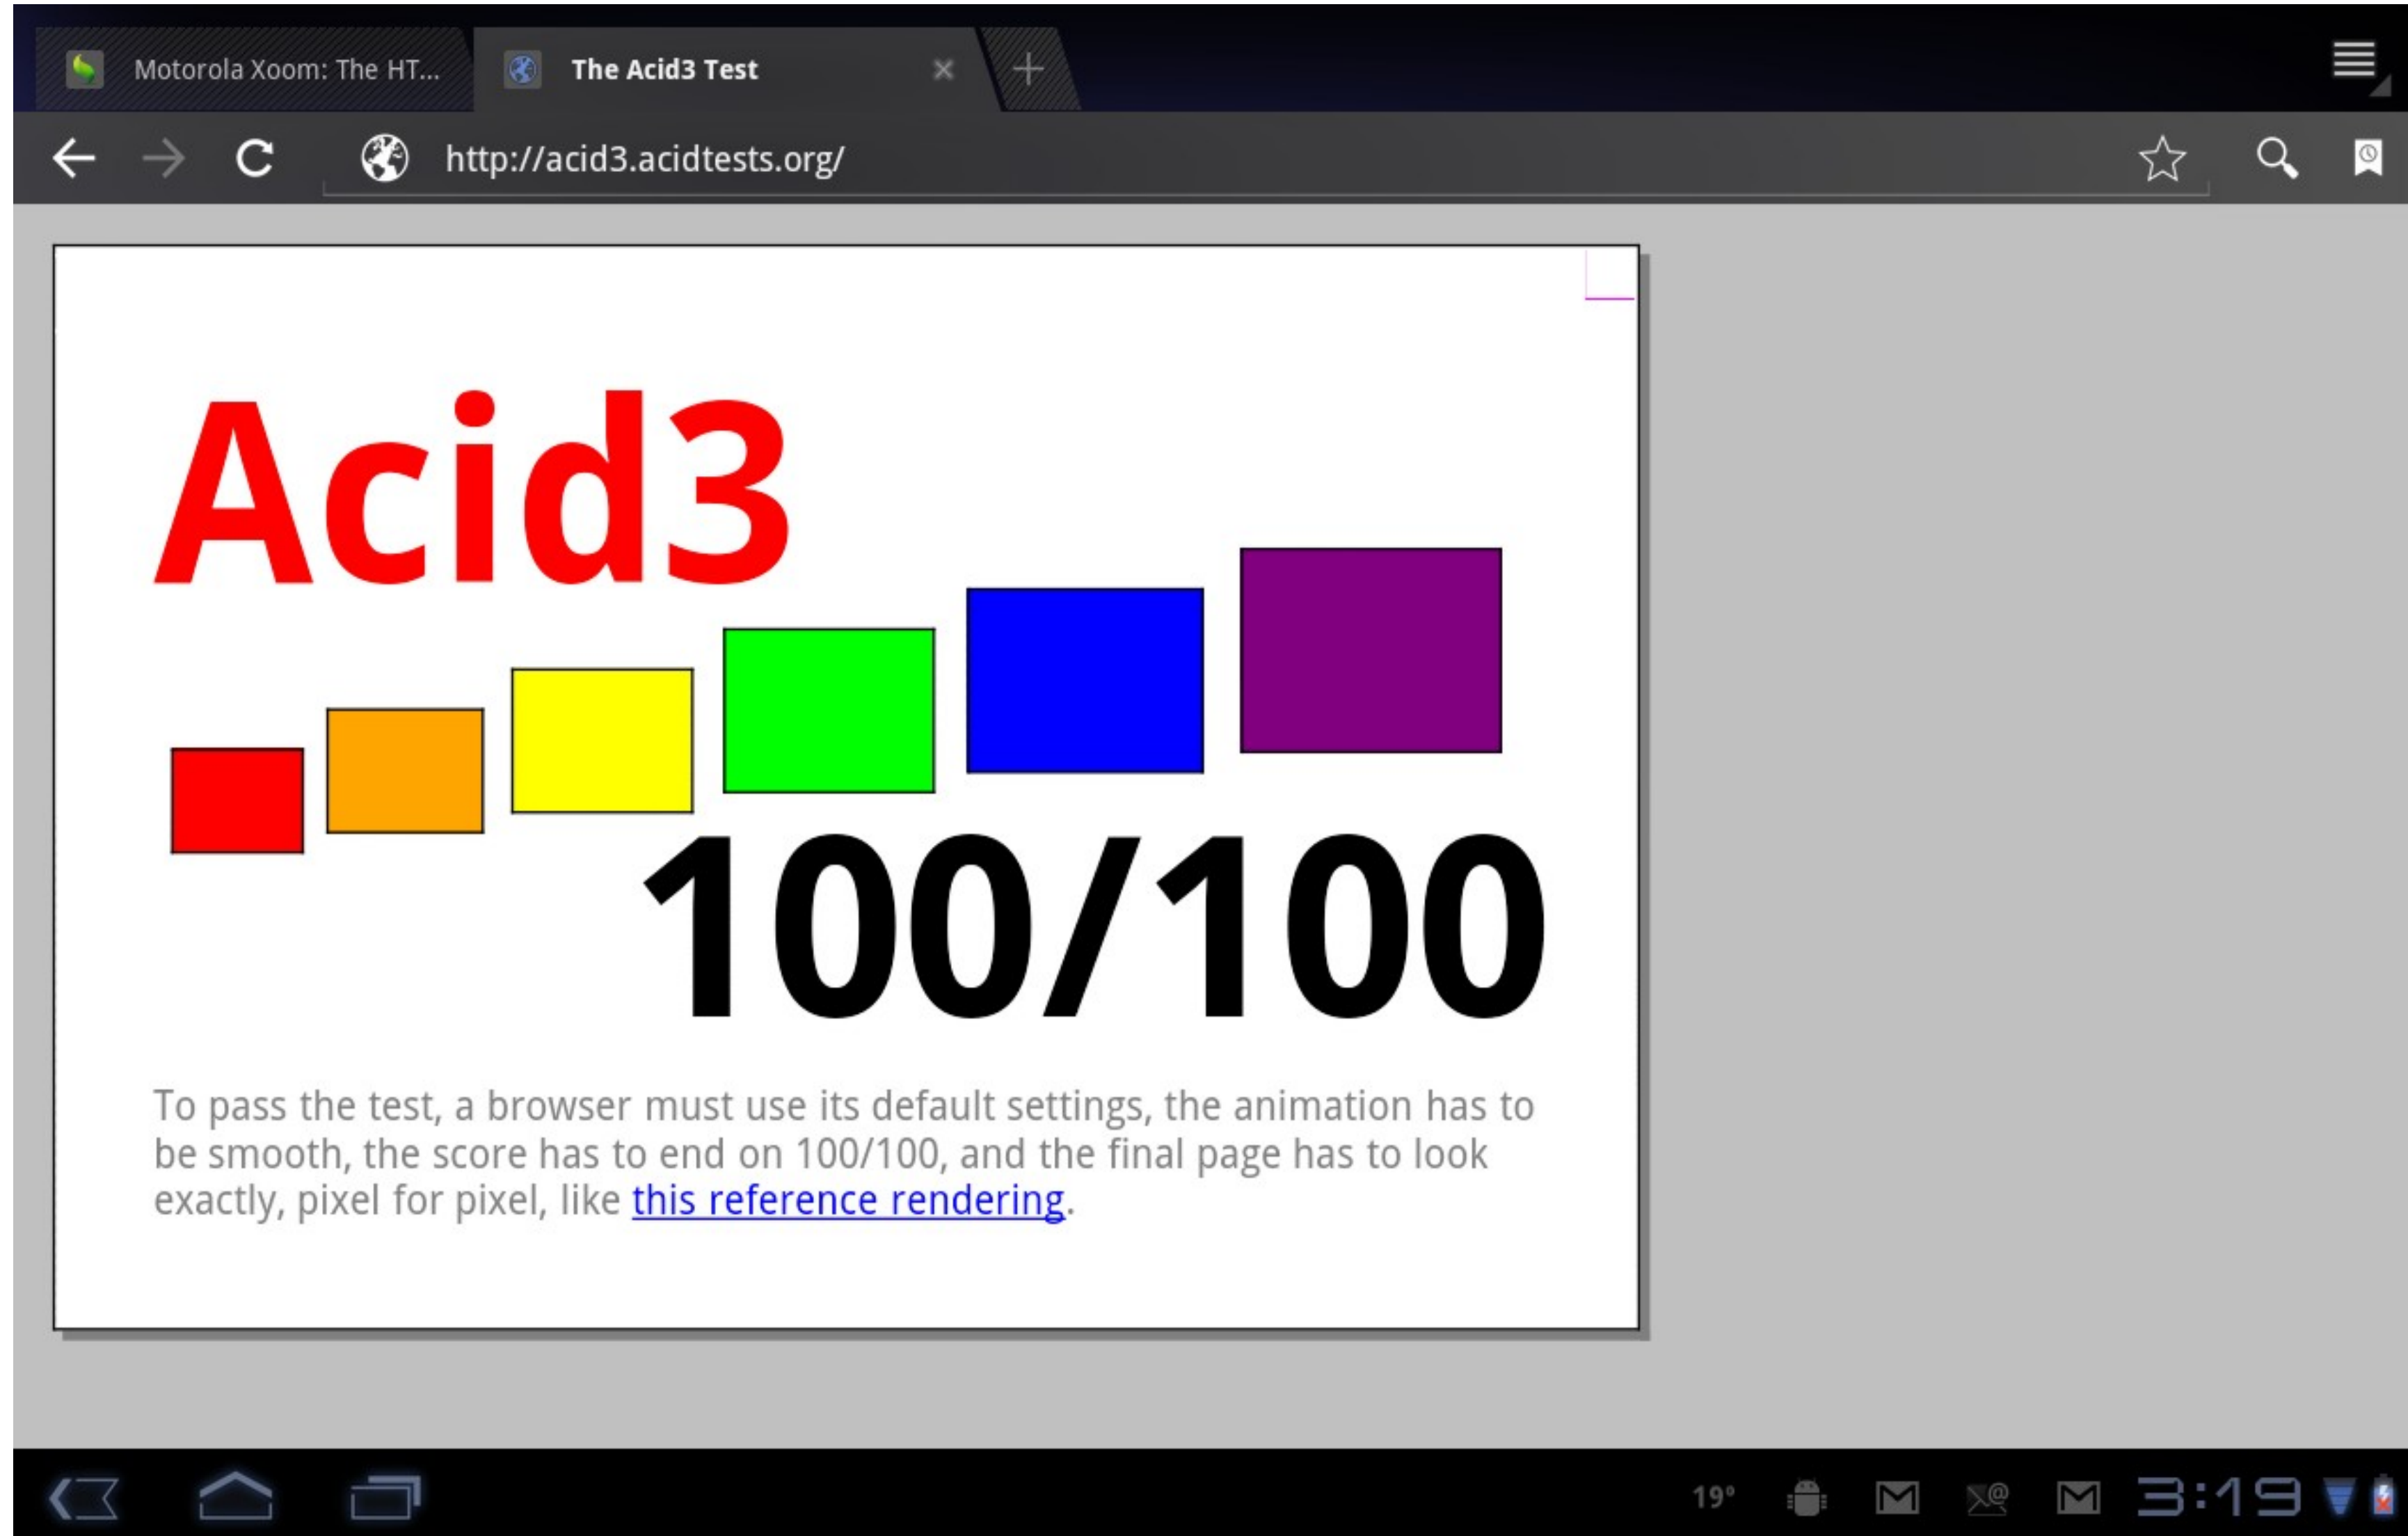 Motorola Xoom: The HT...
The Acid3 Test
http://acid3.acidtests.org/
Acid3
100/100
To pass the test, a browser must use its default settings, the animation has to
be smooth, the score has to end on 100/100, and the final page has to look
exactly, pixel for pixel, like this reference rendering.
19° 3:19